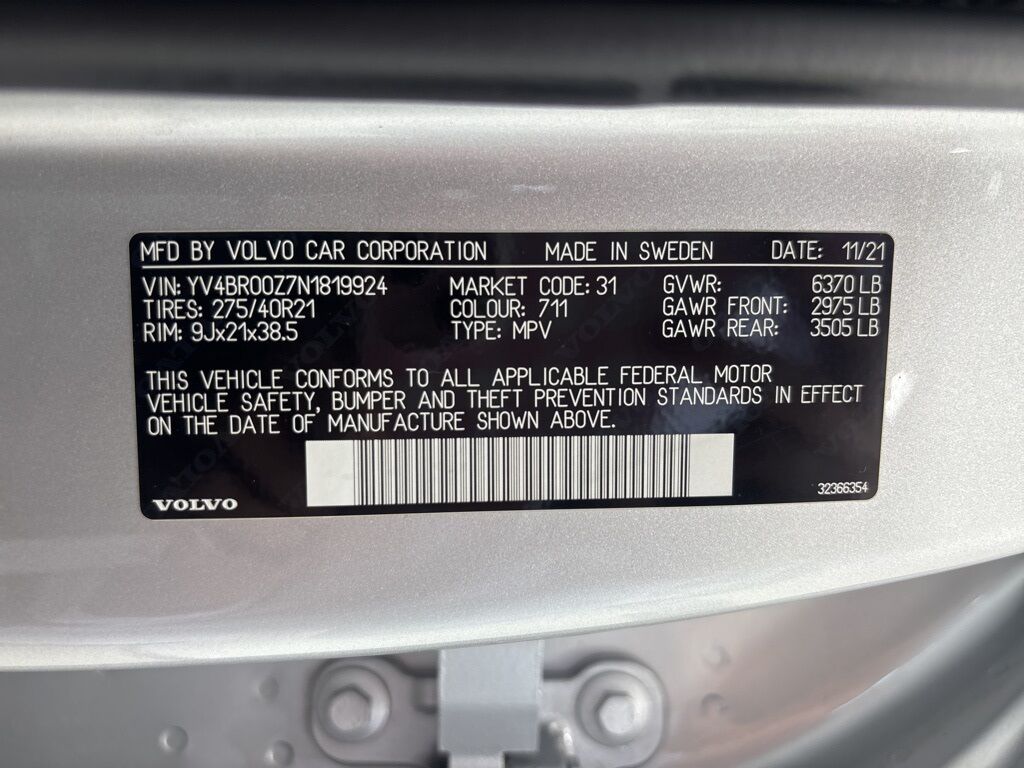 MFD BY VOLVO CAR CORPORATION MADE IN SWEDEN DATE: 11/21
VIN: YV4BR00Z7N1819924 MARKET CODE: 31 GVWR: 6370 LB
TIRES: 275/40R21 COLOUR: 711 GAWR FRONT: 2975 LB
RIM: 9Jx21x38.5 TYPE: MPV GAWR REAR: 3505 LB
THIS VEHICLE CONFORMS TO ALL APPLICABLE FEDERAL MOTOR
VEHICLE SAFETY, BUMPER AND THEFT PREVENTION STANDARDS IN EFFECT
ON THE DATE OF MANUFACTURE SHOWN ABOVE.
VOLVO 32366354